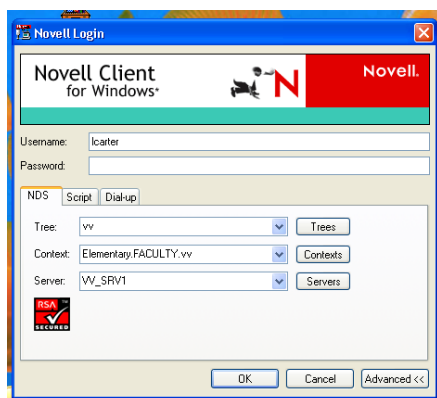 Novell Login
Novell Client
for Windows*
N
Novell.
Username: lcarter
Password:
NDS Script Dial-up
Tree: vv Trees
Context: Elementary.FACULTY.vv Contexts
Server: VV_SRV1 Servers
RSA
SECURED
OK Cancel Advanced <<